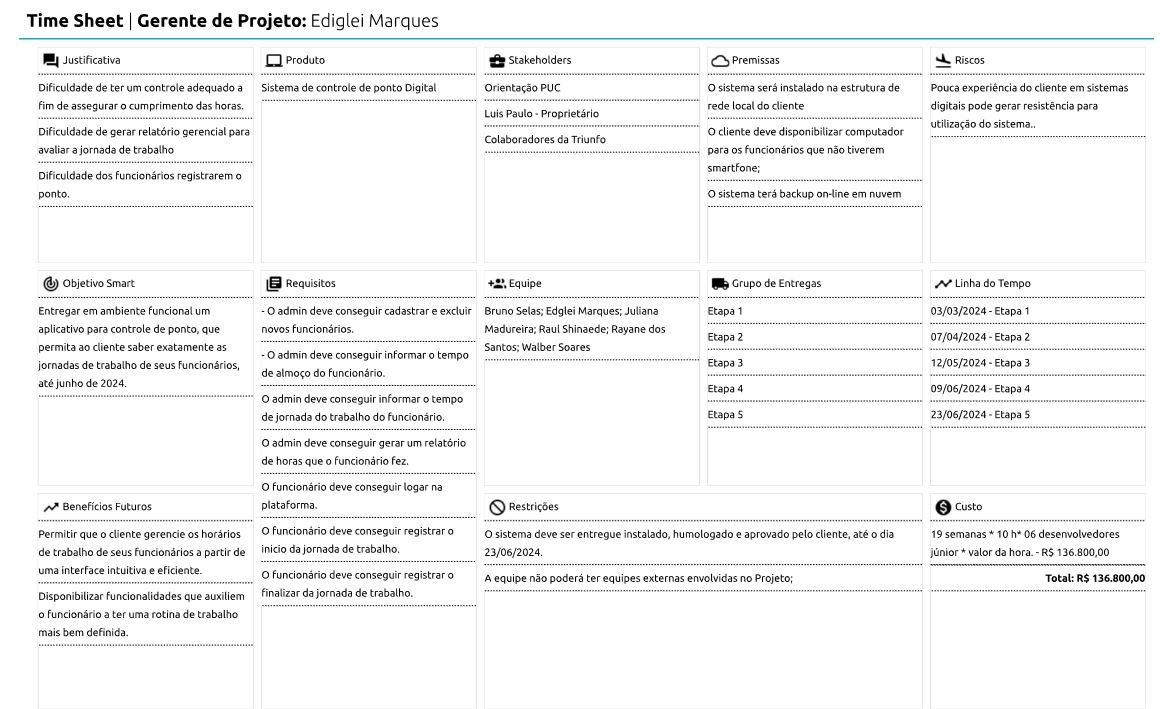 Time Sheet | Gerente de Projeto: Ediglei Marques
Justificativa
Dificuldade de ter um controle adequado a
fim de assegurar o cumprimento das horas.
Dificuldade de gerar relatório gerencial para
avaliar a jornada de trabalho
Dificuldade dos funcionários registrarem o
ponto.
Produto
Sistema de controle de ponto Digital
Stakeholders
Orientação PUC
Luis Paulo - Proprietário
Colaboradores da Triunfo
Premissas
O sistema será instalado na estrutura de
rede local do cliente
O cliente deve disponibilizar computador
para os funcionários que não tiverem
smartfone;
O sistema terá backup on-line em nuvem
Riscos
Pouca experiência do cliente em sistemas
digitais pode gerar resistência para
utilização do sistema..
Objetivo Smart
Entregar em ambiente funcional um
aplicativo para controle de ponto, que
permita ao cliente saber exatamente as
jornadas de trabalho de seus funcionários,
até junho de 2024.
Requisitos
- O admin deve conseguir cadastrar e excluir
novos funcionários.
- O admin deve conseguir informar o tempo
de almoço do funcionário.
O admin deve conseguir informar o tempo
de jornada do trabalho do funcionário.
O admin deve conseguir gerar um relatório
de horas que o funcionário fez.
O funcionário deve conseguir logar na
plataforma.
O funcionário deve conseguir registrar o
inicio da jornada de trabalho.
O funcionário deve conseguir registrar o
finalizar da jornada de trabalho.
Equipe
Bruno Selas; Edglei Marques; Juliana
Madureira; Raul Shinaede; Rayane dos
Santos; Walber Soares
Grupo de Entregas
Etapa 1
Etapa 2
Etapa 3
Etapa 4
Etapa 5
Linha do Tempo
03/03/2024 - Etapa 1
07/04/2024 - Etapa 2
12/05/2024 - Etapa 3
09/06/2024 - Etapa 4
23/06/2024 - Etapa 5
Benefícios Futuros
Permitir que o cliente gerencie os horários
de trabalho de seus funcionários a partir de
uma interface intuitiva e eficiente.
Disponibilizar funcionalidades que auxiliem
o funcionário a ter uma rotina de trabalho
mais bem definida.
Restrições
O sistema deve ser entregue instalado, humologado e aprovado pelo cliente, até o dia
23/06/2024.
A equipe não poderá ter equipes externas envolvidas no Projeto;
Custo
19 semanas * 10 h* 06 desenvolvedores
júnior * valor da hora. - R$ 136.800,00
Total: R$ 136.800,00